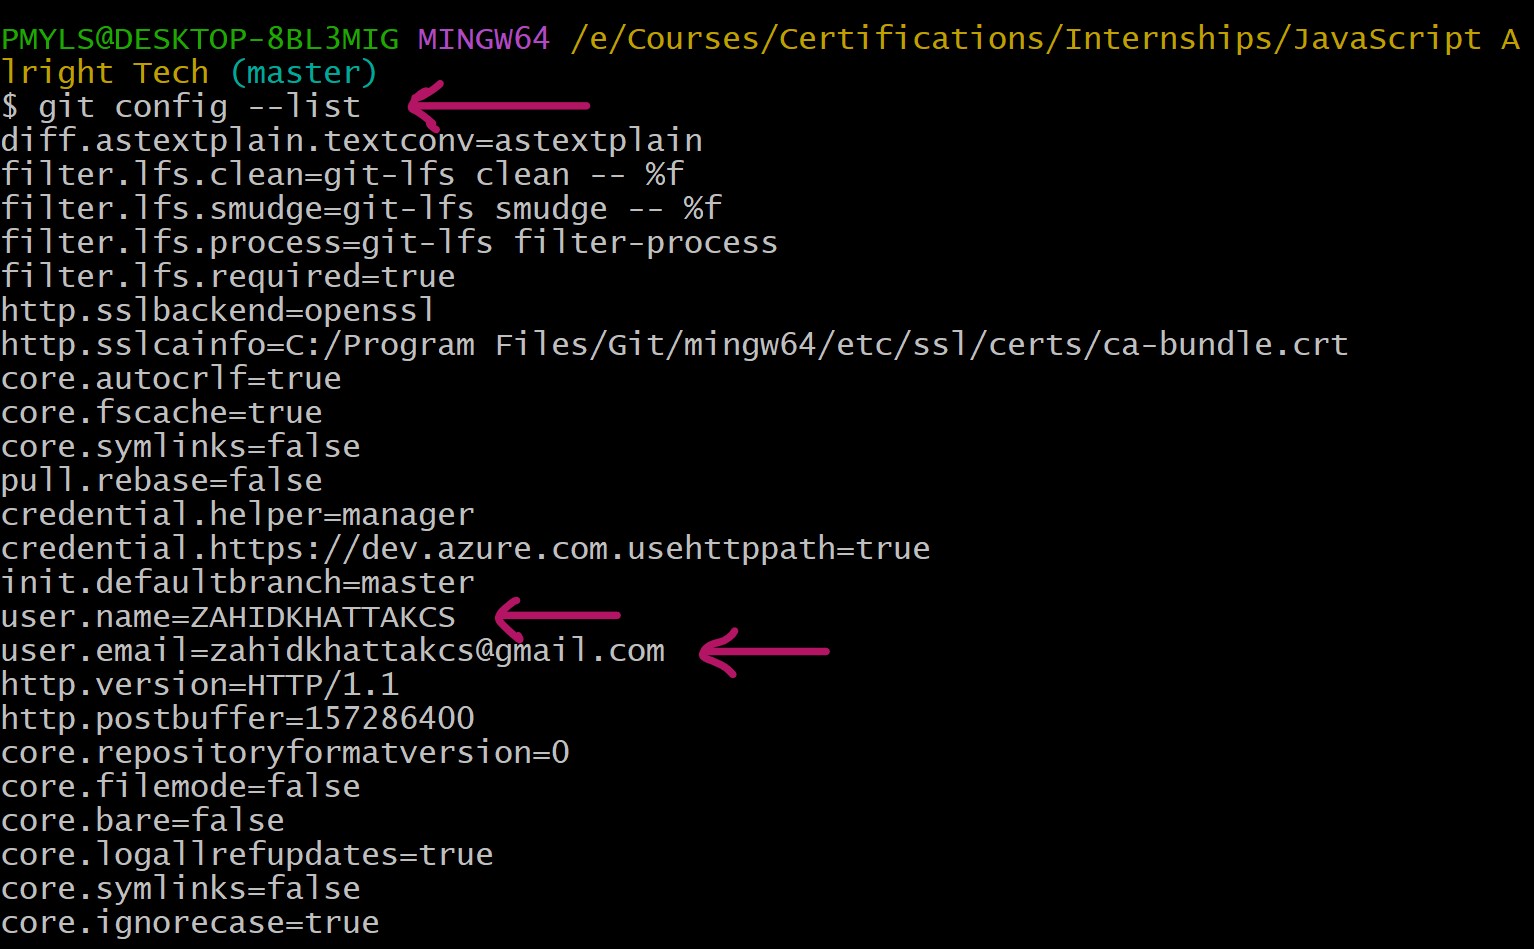 PMYLS@DESKTOP-8BL3MIG MINGW64 /e/Courses/Certifications/Internships/JavaScript A
lright Tech (master)
$ git config --list
diff.astextplain.textconv=astextplain
filter.lfs.clean=git-lfs clean -- %f
filter.lfs.smudge=git-lfs smudge -- %f
filter.lfs.process=git-lfs filter-process
filter.lfs.required=true
http.sslbackend=openssl
http.sslcainfo=C:/Program Files/Git/mingw64/etc/ssl/certs/ca-bundle.crt
core.autocrlf=true
core.fscache=true
core.symlinks=false
pull.rebase=false
credential.helper=manager
credential.https://dev.azure.com.usehttppath=true
init.defaultbranch=master
user.name=ZAHIDKHATTAKCS
user.email=zahidkhattakcs@gmail.com
http.version=HTTP/1.1
http.postbuffer=157286400
core.repositoryformatversion=0
core.filemode=false
core.bare=false
core.logallrefupdates=true
core.symlinks=false
core.ignorecase=true